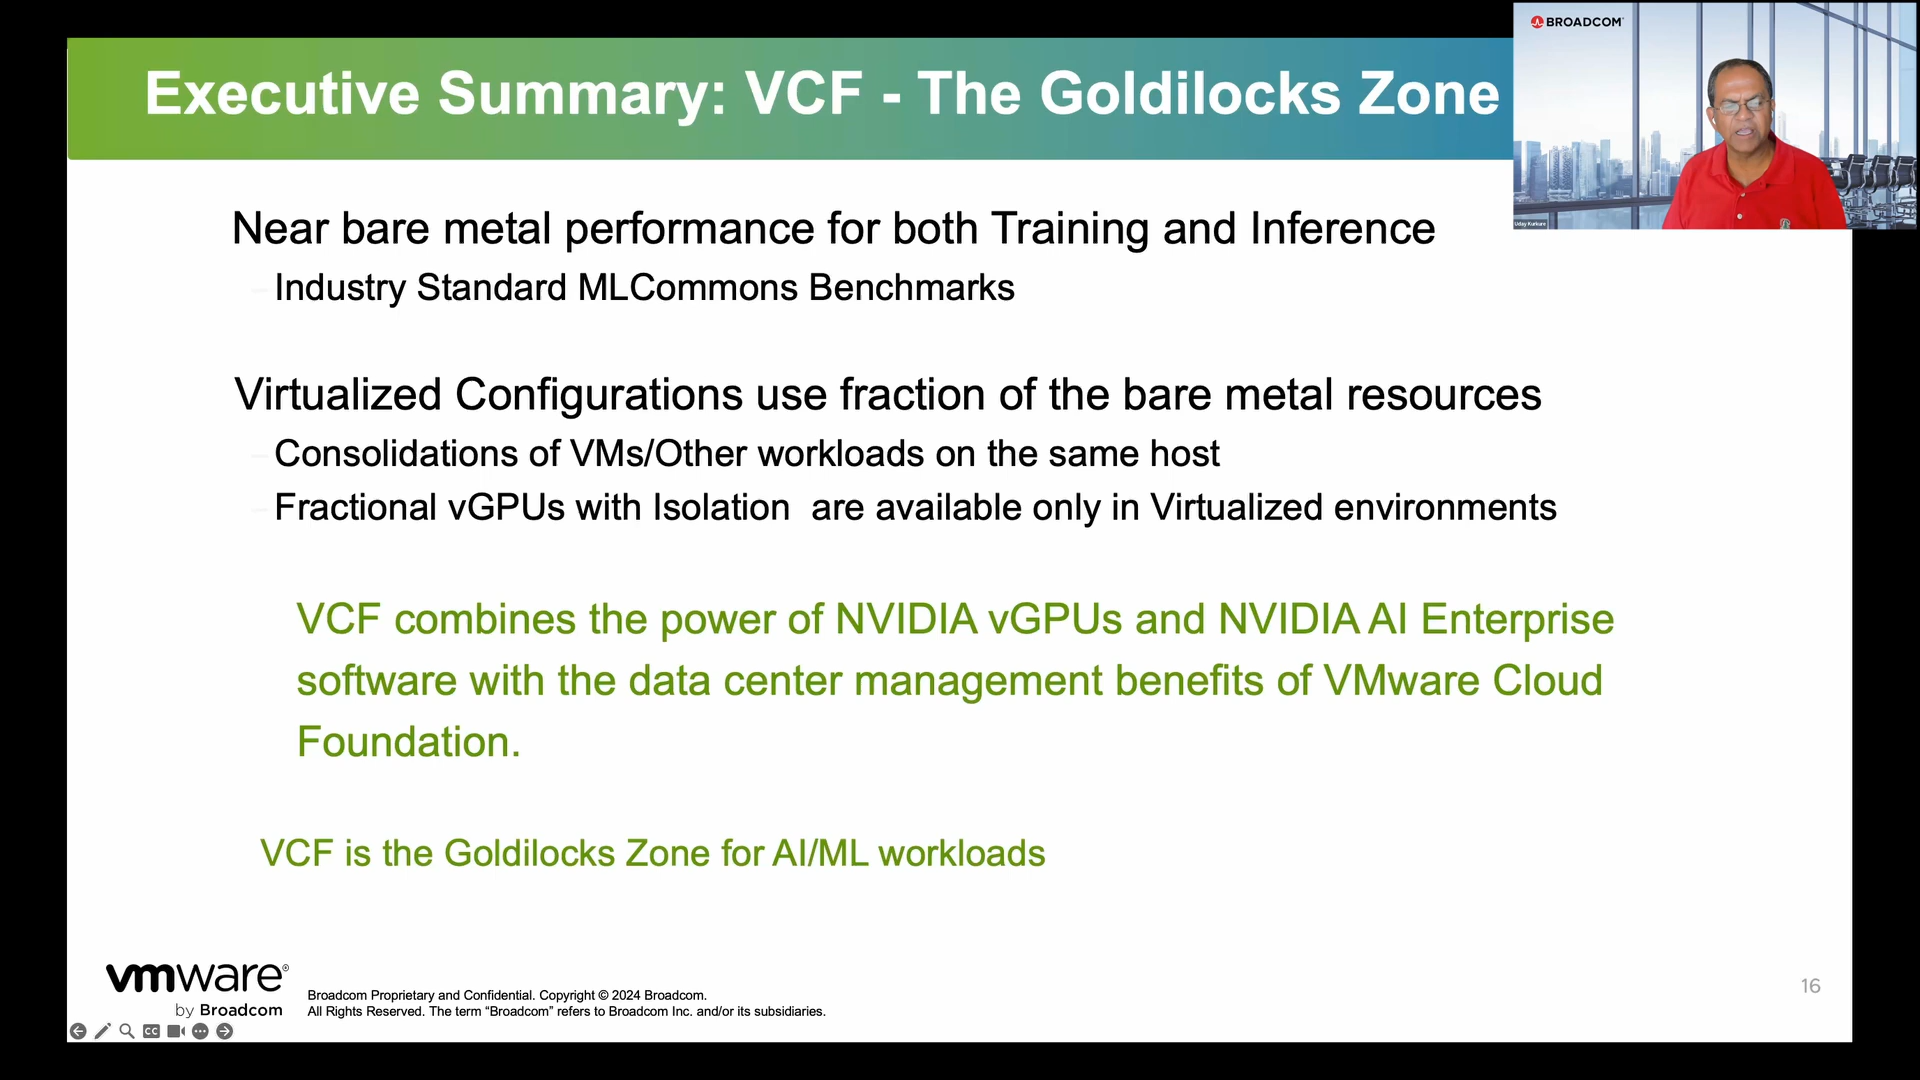 Executive Summary: VCF - The Goldilocks Zone
BROADCOM
Uday Kurkure
Near bare metal performance for both Training and Inference
– Industry Standard MLCommons Benchmarks
Virtualized Configurations use fraction of the bare metal resources
– Consolidations of VMs/Other workloads on the same host
– Fractional vGPUs with Isolation  are available only in Virtualized environments
VCF combines the power of NVIDIA vGPUs and NVIDIA AI Enterprise
software with the data center management benefits of VMware Cloud
Foundation.
VCF is the Goldilocks Zone for AI/ML workloads
vmware®
by Broadcom
Broadcom Proprietary and Confidential. Copyright © 2024 Broadcom.
All Rights Reserved. The term “Broadcom” refers to Broadcom Inc. and/or its subsidiaries.
16
CC